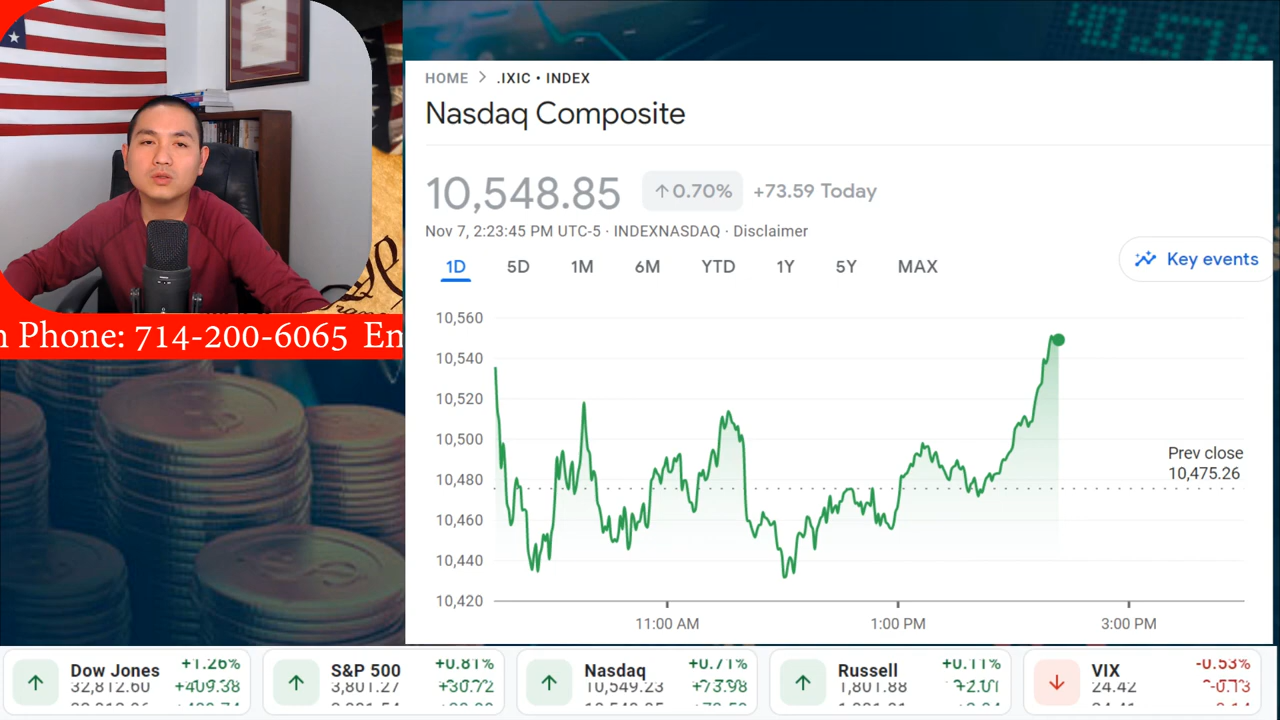 HOME > .IXIC • INDEX
Nasdaq Composite
10,548.85 ↑ 0.70% +73.59 Today
Nov 7, 2:23:45 PM UTC-5 · INDEXNASDAQ · Disclaimer
1D 5D 1M 6M YTD 1Y 5Y MAX
Key events
10,560
10,540
10,520
10,500
10,480
10,460
10,440
10,420
Prev close
10,475.26
11:00 AM 1:00 PM 3:00 PM
n Phone: 714-200-6065 Em
Dow Jones +1.26%
32,812.60 +409.38
S&P 500 +0.81%
3,801.27 +30.72
Nasdaq +0.71%
10,549.23 +73.98
Russell +0.11%
1,801.88 +2.01
VIX -0.53%
24.42 -0.13